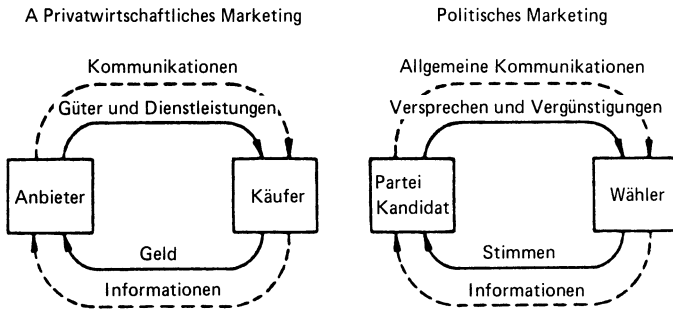 A Privatwirtschaftliches Marketing
Kommunikationen
Güter und Dienstleistungen
Anbieter
Käufer
Geld
Informationen
Politisches Marketing
Allgemeine Kommunikationen
Versprechen und Vergünstigungen
Partei
Kandidat
Wähler
Stimmen
Informationen